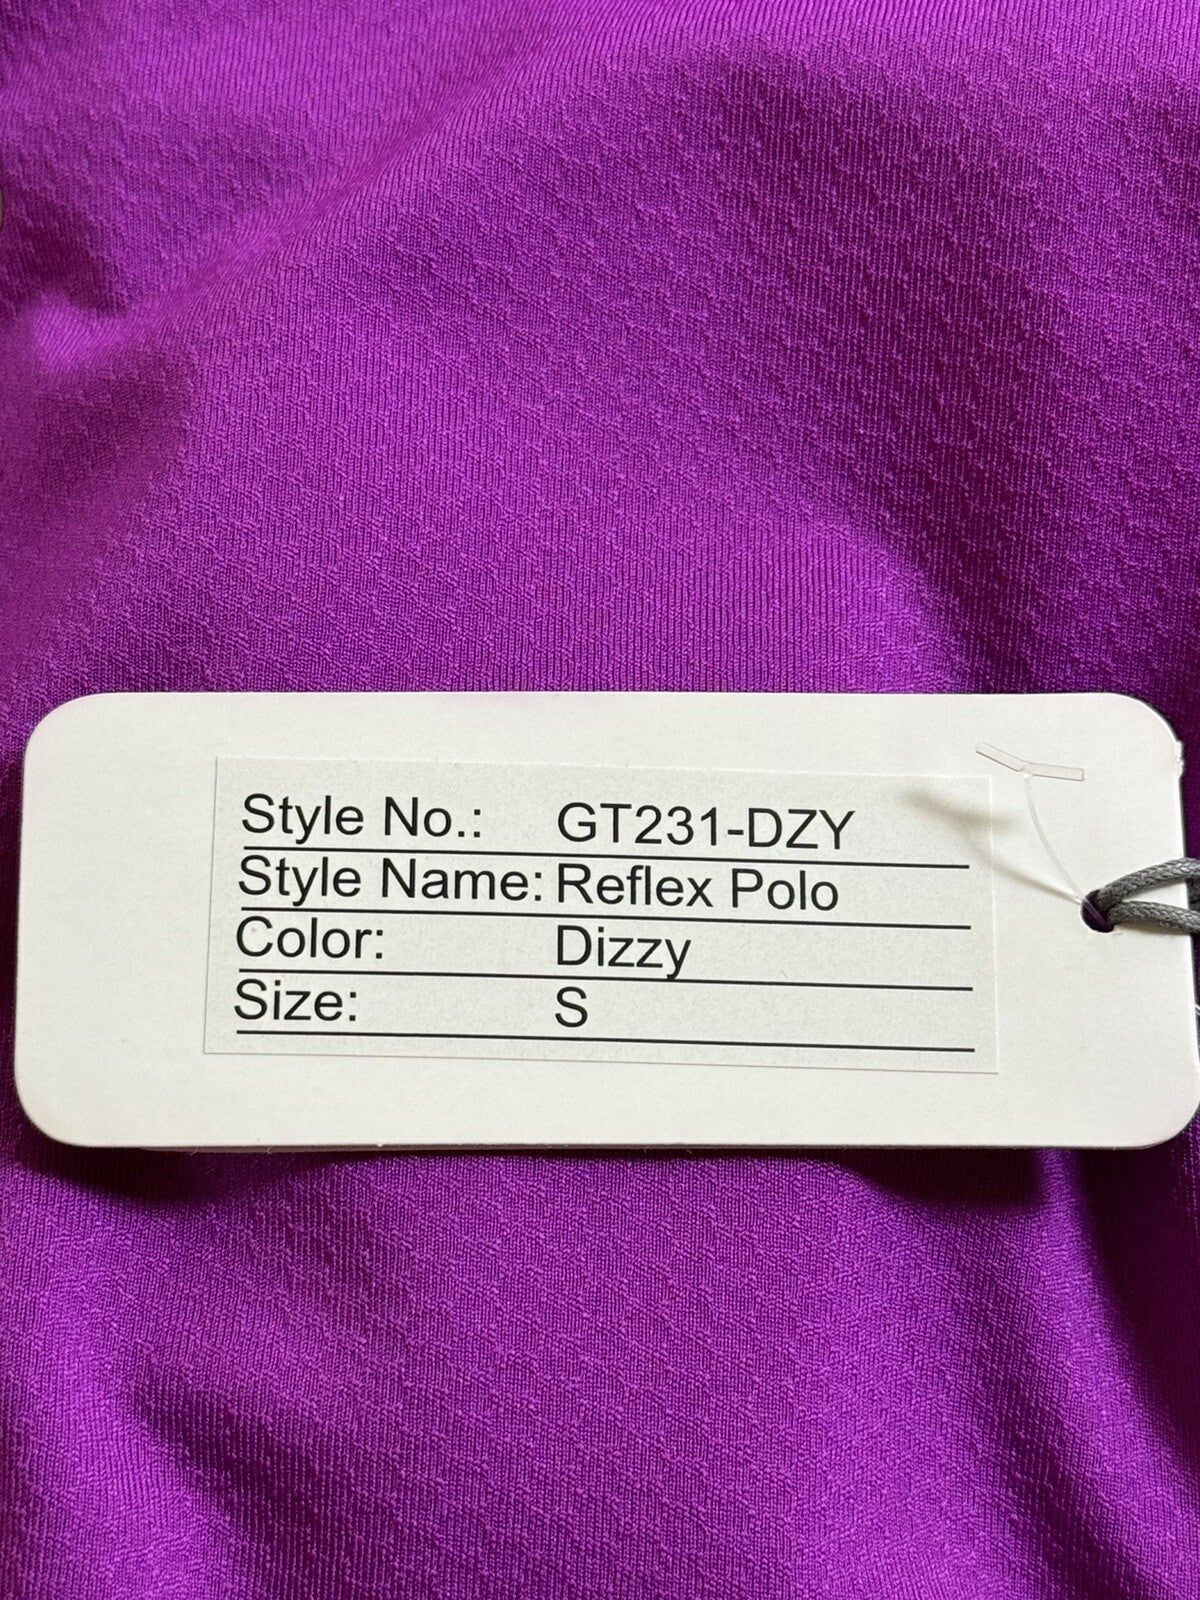 Style No.: GT231-DZY
Style Name: Reflex Polo
Color: Dizzy
Size: S